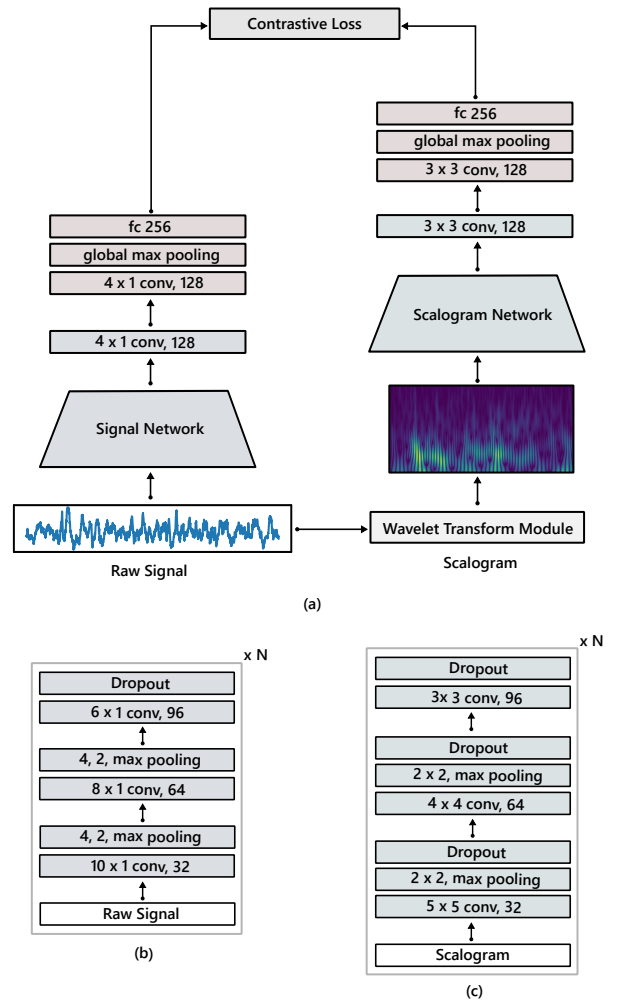 Contrastive Loss
fc 256
global max pooling
3 x 3 conv, 128
3 x 3 conv, 128
Scalogram Network
fc 256
global max pooling
4 x 1 conv, 128
4 x 1 conv, 128
Signal Network
Wavelet Transform Module
Raw Signal
Scalogram
(a)
x N
Dropout
6 x 1 conv, 96
4, 2, max pooling
8 x 1 conv, 64
4, 2, max pooling
10 x 1 conv, 32
Raw Signal
(b)
x N
Dropout
3x 3 conv, 96
Dropout
2 x 2, max pooling
4 x 4 conv, 64
Dropout
2 x 2, max pooling
5 x 5 conv, 32
Scalogram
(c)